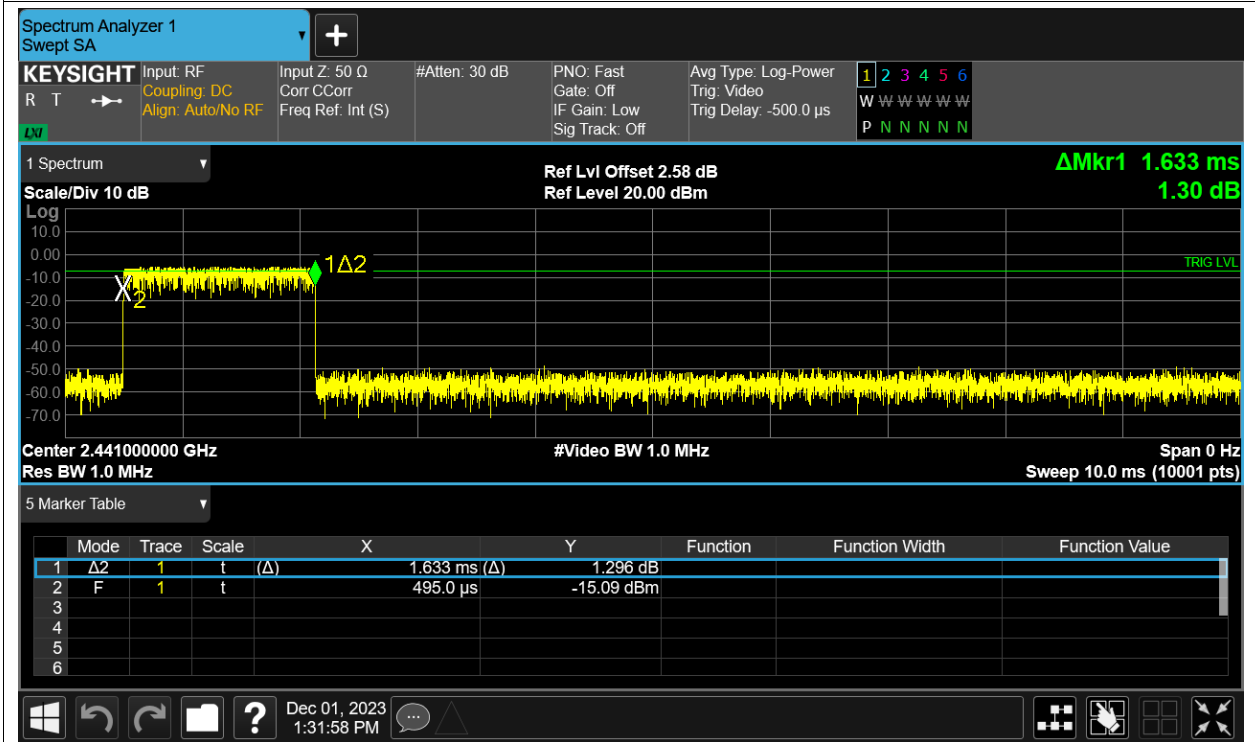 Spectrum Analyzer 1
Swept SA
+
KEYSIGHT
R T
LXI
Input: RF
Coupling: DC
Align: Auto/No RF
Input Z: 50 Ω
Corr CCorr
Freq Ref: Int (S)
#Atten: 30 dB
PNO: Fast
Gate: Off
IF Gain: Low
Sig Track: Off
Avg Type: Log-Power
Trig: Video
Trig Delay: -500.0 µs
1 2 3 4 5 6
W W W W W W
P N N N N N
1 Spectrum
Scale/Div 10 dB
Ref Lvl Offset 2.58 dB
Ref Level 20.00 dBm
ΔMkr1 1.633 ms
1.30 dB
Log
10.0
0.00
-10.0
-20.0
-30.0
-40.0
-50.0
-60.0
-70.0
1Δ2
X2
TRIG LVL
Center 2.441000000 GHz
Res BW 1.0 MHz
#Video BW 1.0 MHz
Span 0 Hz
Sweep 10.0 ms (10001 pts)
5 Marker Table
Mode Trace Scale X Y Function Function Width Function Value
1 Δ2 1 t (Δ) 1.633 ms (Δ) 1.296 dB
2 F 1 t 495.0 µs -15.09 dBm
3
4
5
6
?
Dec 01, 2023
1:31:58 PM